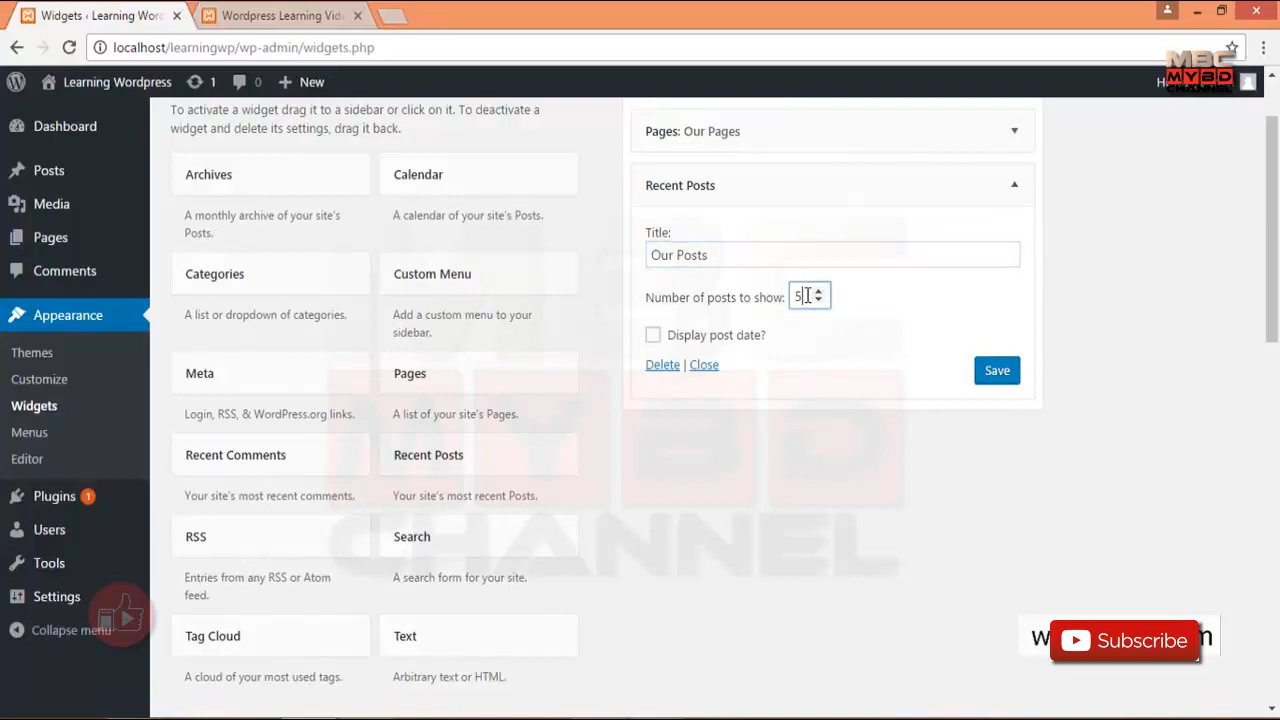 Widgets ‹ Learning Wor
Wordpress Learning Vid
localhost/learningwp/wp-admin/widgets.php
MBC
MYBD
CHANNEL
Learning Wordpress
1
0
New
Dashboard
Posts
Media
Pages
Comments
Appearance
Themes
Customize
Widgets
Menus
Editor
Plugins 1
Users
Tools
Settings
Collapse menu
To activate a widget drag it to a sidebar or click on it. To deactivate a
widget and delete its settings, drag it back.
Archives
A monthly archive of your site's
Posts.
Calendar
A calendar of your site's Posts.
Categories
A list or dropdown of categories.
Custom Menu
Add a custom menu to your
sidebar.
Meta
Login, RSS, & WordPress.org links.
Pages
A list of your site's Pages.
Recent Comments
Your site's most recent comments.
Recent Posts
Your site's most recent Posts.
RSS
Entries from any RSS or Atom
feed.
Search
A search form for your site.
Tag Cloud
A cloud of your most used tags.
Text
Arbitrary text or HTML.
Pages: Our Pages
Recent Posts
Title:
Our Posts
Number of posts to show: 5
Display post date?
Delete | Close
Save
MYBD
CHANNEL
Subscribe